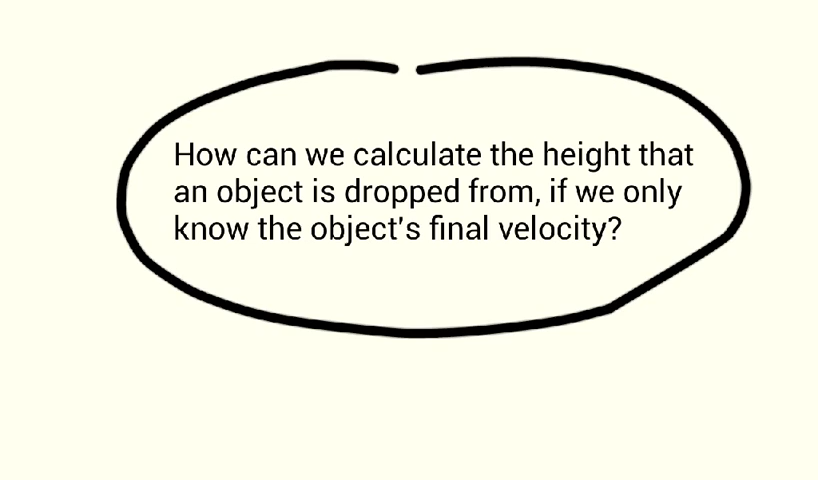 How can we calculate the height that
an object is dropped from, if we only
know the object's final velocity?